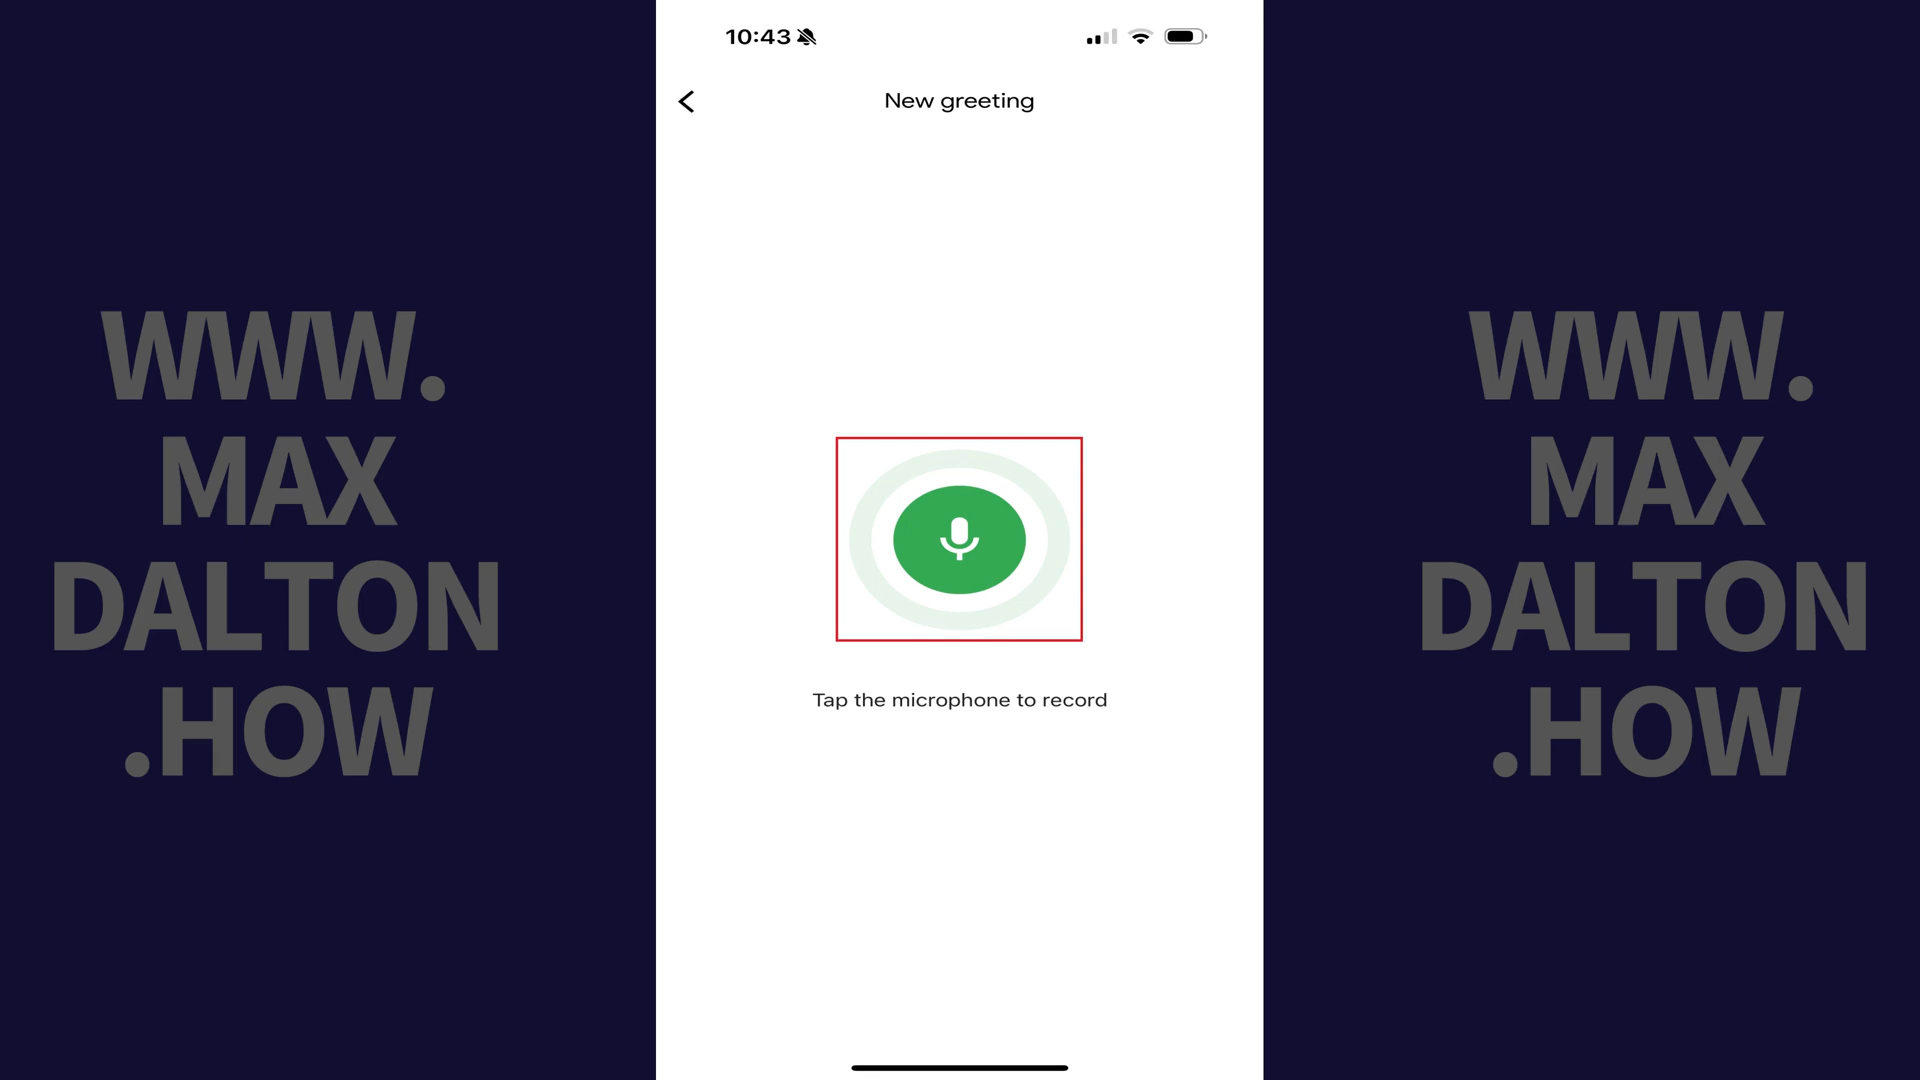 10:43
New greeting
Tap the microphone to record
WWW.
MAX
DALTON
.HOW
WWW.
MAX
DALTON
.HOW